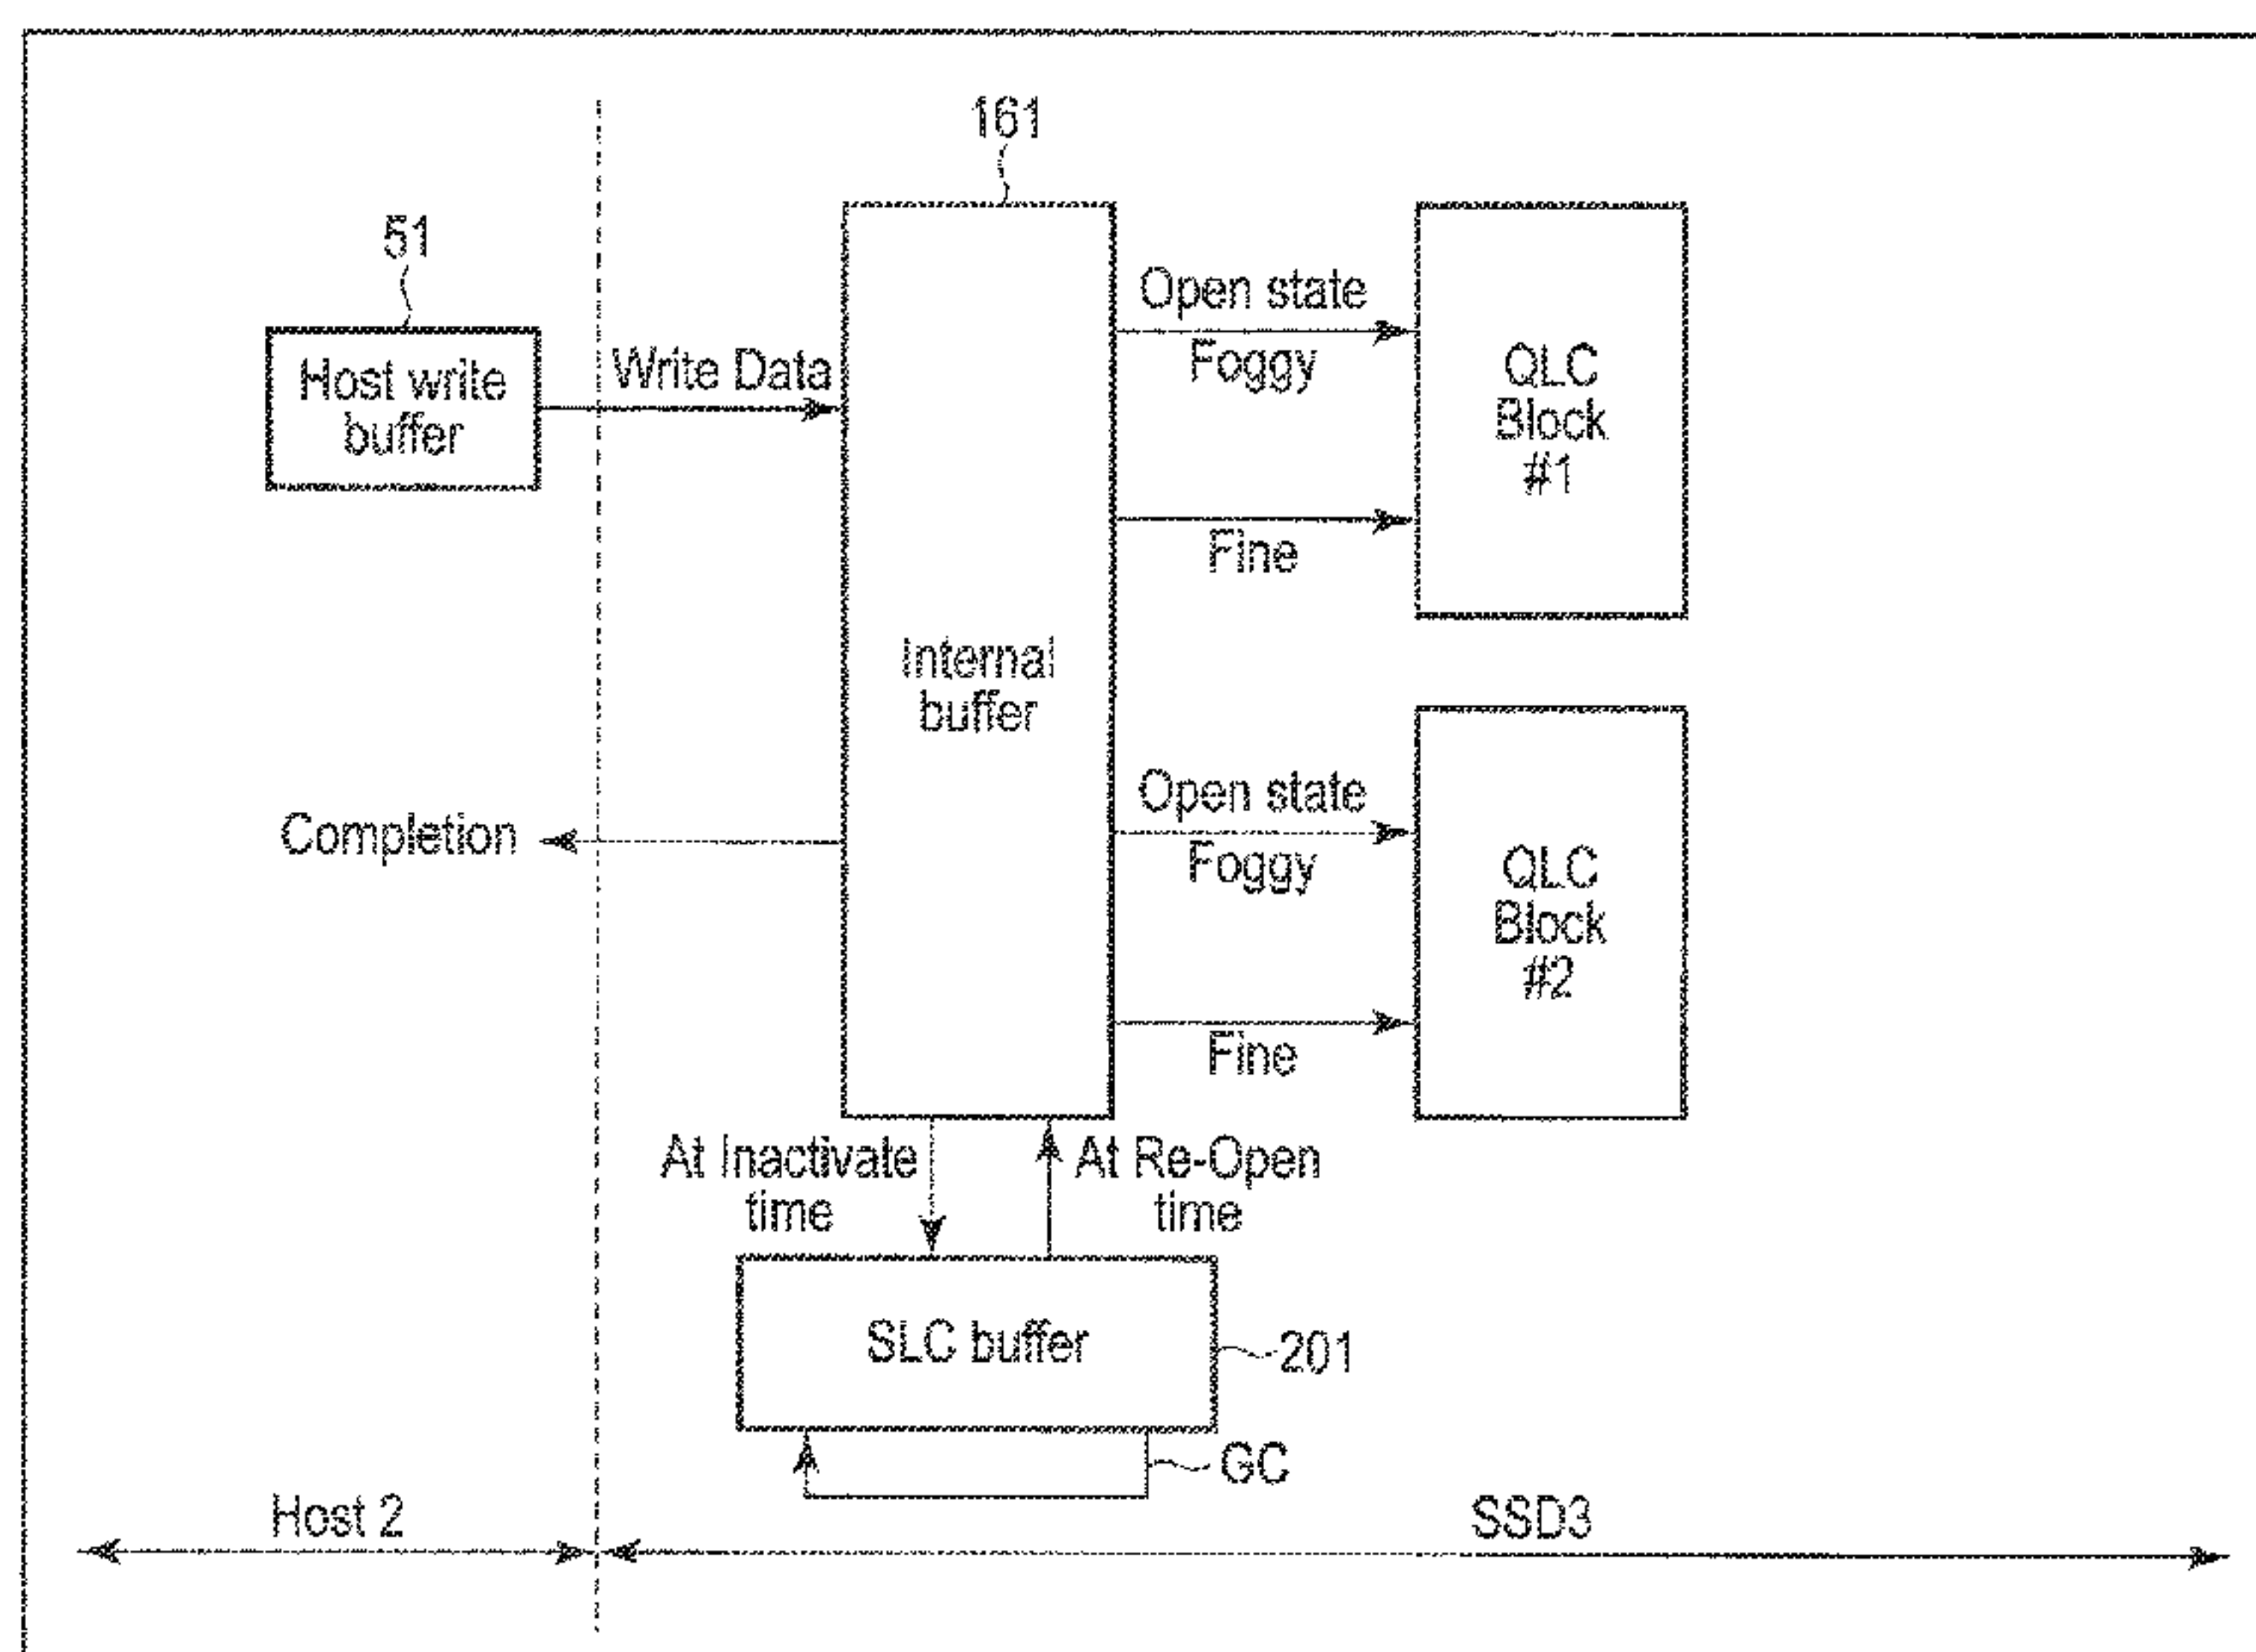 161
51
Host write
buffer
Write Data
Open state
Foggy
Fine
QLC
Block
#1
Internal
buffer
Completion
Open state
Foggy
Fine
QLC
Block
#2
At Inactivate
time
At Re-Open
time
SLC buffer
201
GC
Host 2
SSD3